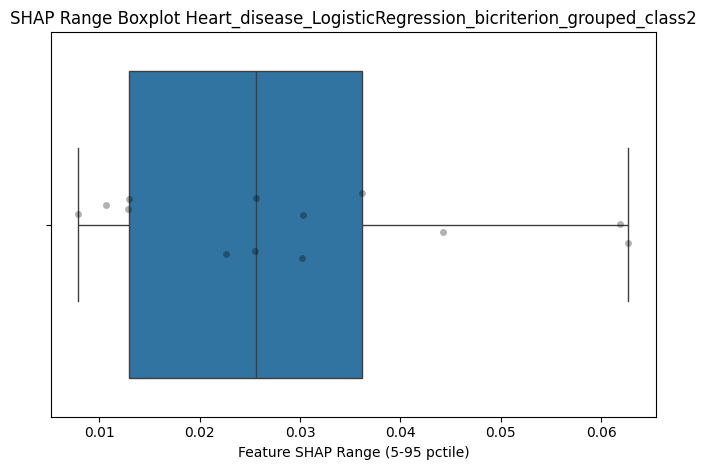 SHAP Range Boxplot Heart_disease_LogisticRegression_bicriterion_grouped_class2
0.01 0.02 0.03 0.04 0.05 0.06
Feature SHAP Range (5-95 pctile)